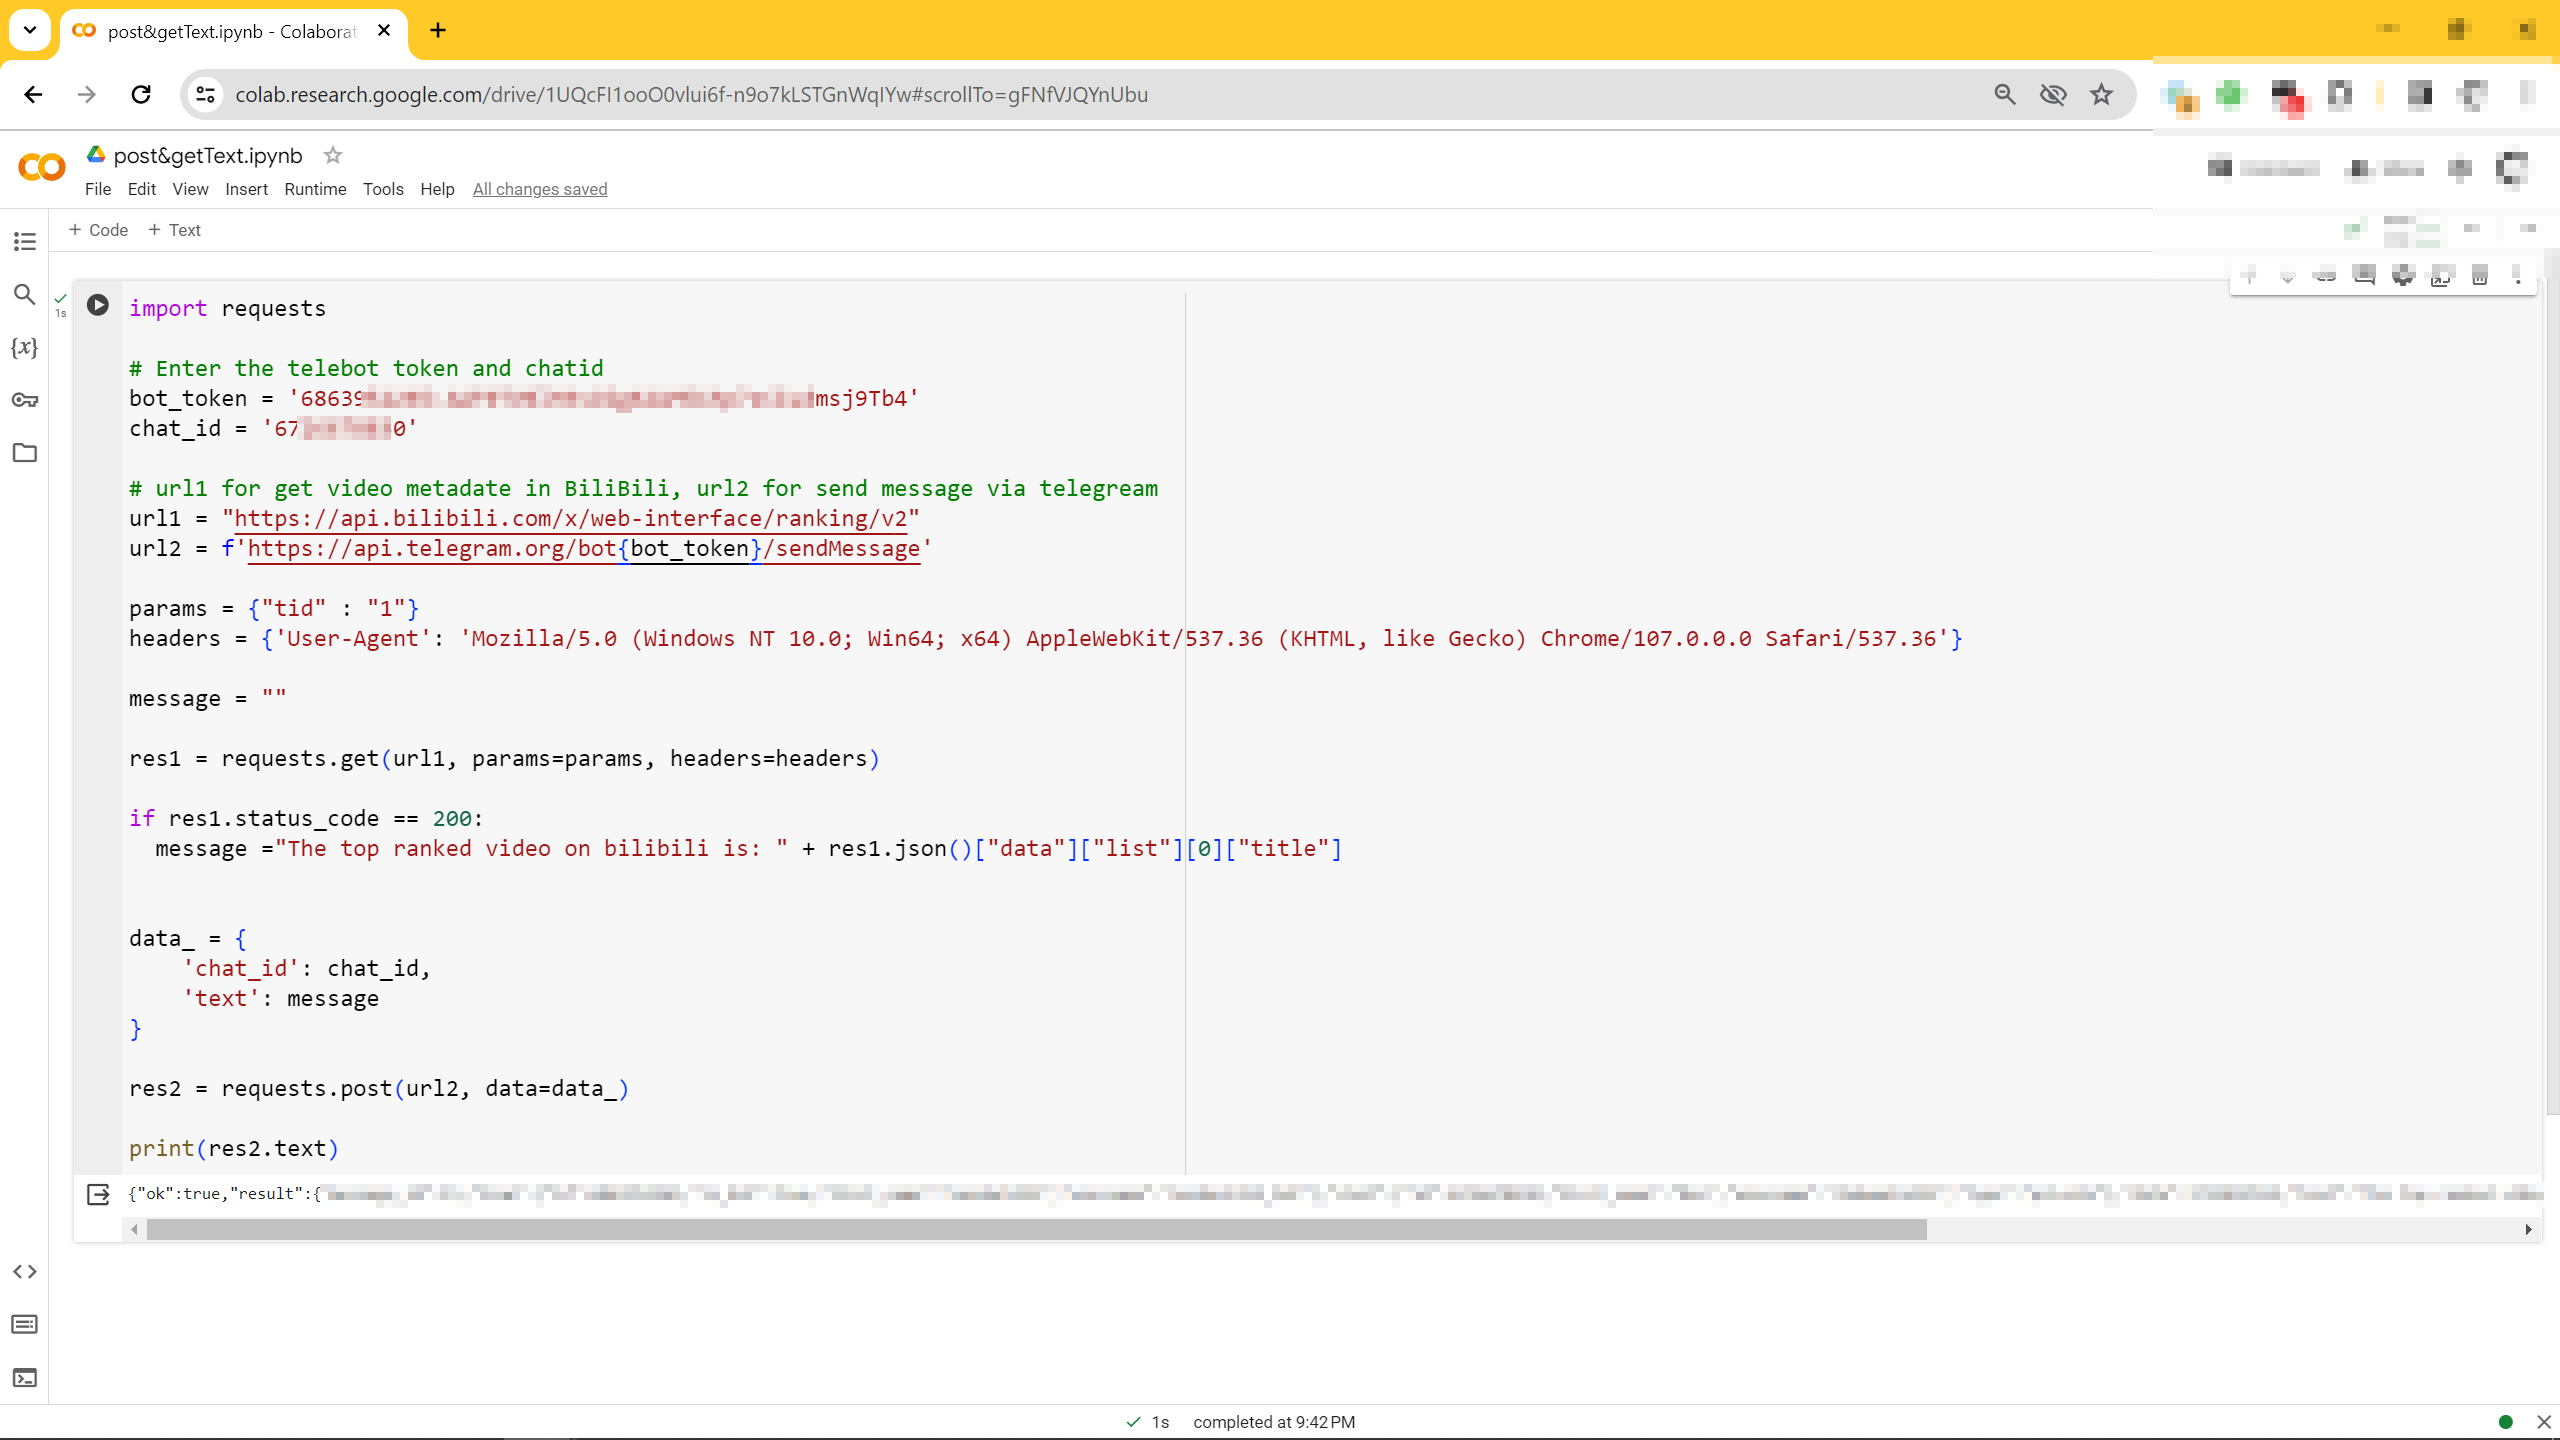 post&getText.ipynb - Colaborat
colab.research.google.com/drive/1UQcFI1ooO0vlui6f-n9o7kLSTGnWqIYw#scrollTo=gFNfVJQYnUbu
CO post&getText.ipynb
File Edit View Insert Runtime Tools Help All changes saved
+ Code + Text
1s
import requests
# Enter the telebot token and chatid
bot_token = '68639 msj9Tb4'
chat_id = '67 0'
# url1 for get video metadate in BiliBili, url2 for send message via telegream
url1 = "https://api.bilibili.com/x/web-interface/ranking/v2"
url2 = f'https://api.telegram.org/bot{bot_token}/sendMessage'
params = {"tid" : "1"}
headers = {'User-Agent': 'Mozilla/5.0 (Windows NT 10.0; Win64; x64) AppleWebKit/537.36 (KHTML, like Gecko) Chrome/107.0.0.0 Safari/537.36'}
message = ""
res1 = requests.get(url1, params=params, headers=headers)
if res1.status_code == 200:
  message ="The top ranked video on bilibili is: " + res1.json()["data"]["list"][0]["title"]
data_ = {
    'chat_id': chat_id,
    'text': message
}
res2 = requests.post(url2, data=data_)
print(res2.text)
{"ok":true,"result":{
1s completed at 9:42 PM